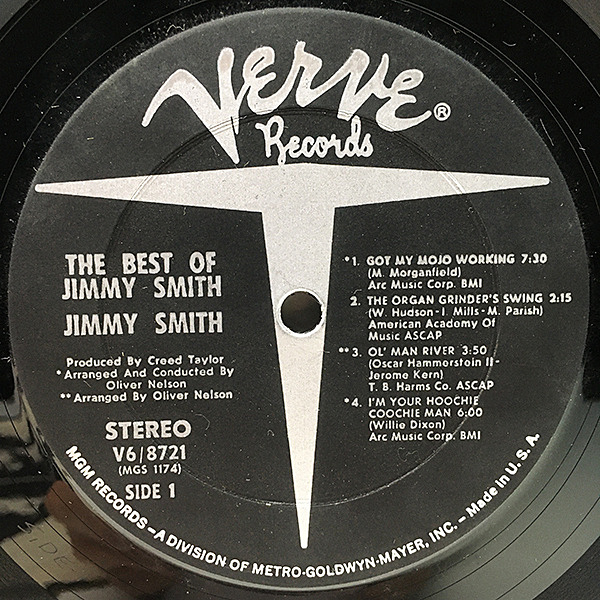 Verve®
Records
THE BEST OF
JIMMY SMITH
JIMMY SMITH
Produced By Creed Taylor
*Arranged And Conducted By
Oliver Nelson
**Arranged By Oliver Nelson
STEREO
V6/8721
(MGS 1174)
SIDE 1
*1. GOT MY MOJO WORKING 7:30
(M. Morganfield)
Arc Music Corp. BMI
2. THE ORGAN GRINDER'S SWING 2:15
(W. Hudson-I. Mills-M. Parish)
American Academy Of
Music ASCAP
**3. OL' MAN RIVER 3:50
(Oscar Hammerstein II-
Jerome Kern)
T. B. Harms Co. ASCAP
*4. I'M YOUR HOOCHIE
COOCHIE MAN 6:00
(Willie Dixon)
Arc Music Corp. BMI
MGM RECORDS—A DIVISION OF METRO-GOLDWYN-MAYER, INC.—Made in U.S.A.
SIDE